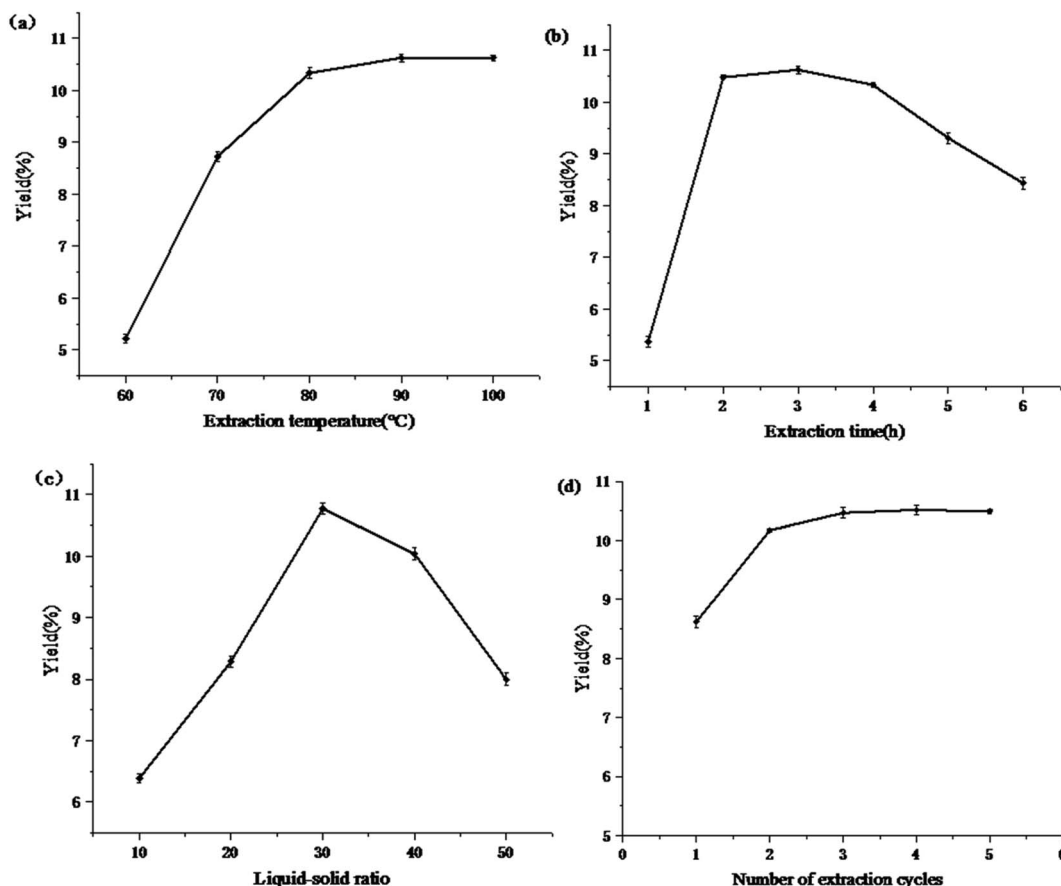 (a)
11
10
9
8
7
6
5
Yield(%)
60 70 80 90 100
Extraction temperature(°C)
(b)
11
10
9
8
7
6
5
Yield(%)
1 2 3 4 5 6
Extraction time(h)
(c)
11
10
9
8
7
6
Yield(%)
10 20 30 40 50
Liquid-solid ratio
(d)
11
10
9
8
7
6
5
Yield(%)
0 1 2 3 4 5 6
Number of extraction cycles